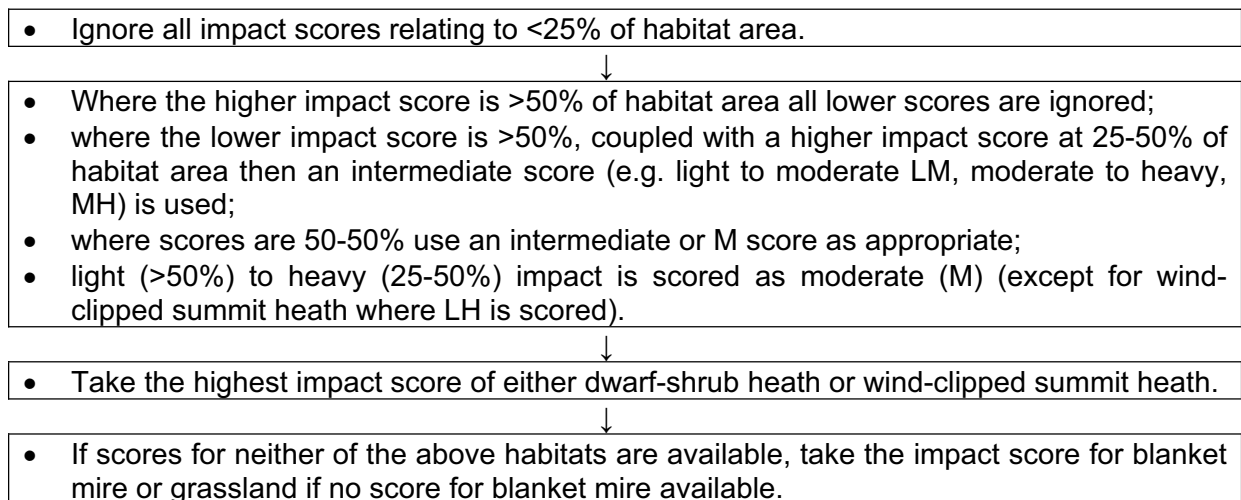 • Ignore all impact scores relating to <25% of habitat area.
↓
• Where the higher impact score is >50% of habitat area all lower scores are ignored;
• where the lower impact score is >50%, coupled with a higher impact score at 25-50% of
habitat area then an intermediate score (e.g. light to moderate LM, moderate to heavy,
MH) is used;
• where scores are 50-50% use an intermediate or M score as appropriate;
• light (>50%) to heavy (25-50%) impact is scored as moderate (M) (except for wind-
clipped summit heath where LH is scored).
↓
• Take the highest impact score of either dwarf-shrub heath or wind-clipped summit heath.
↓
• If scores for neither of the above habitats are available, take the impact score for blanket
mire or grassland if no score for blanket mire available.